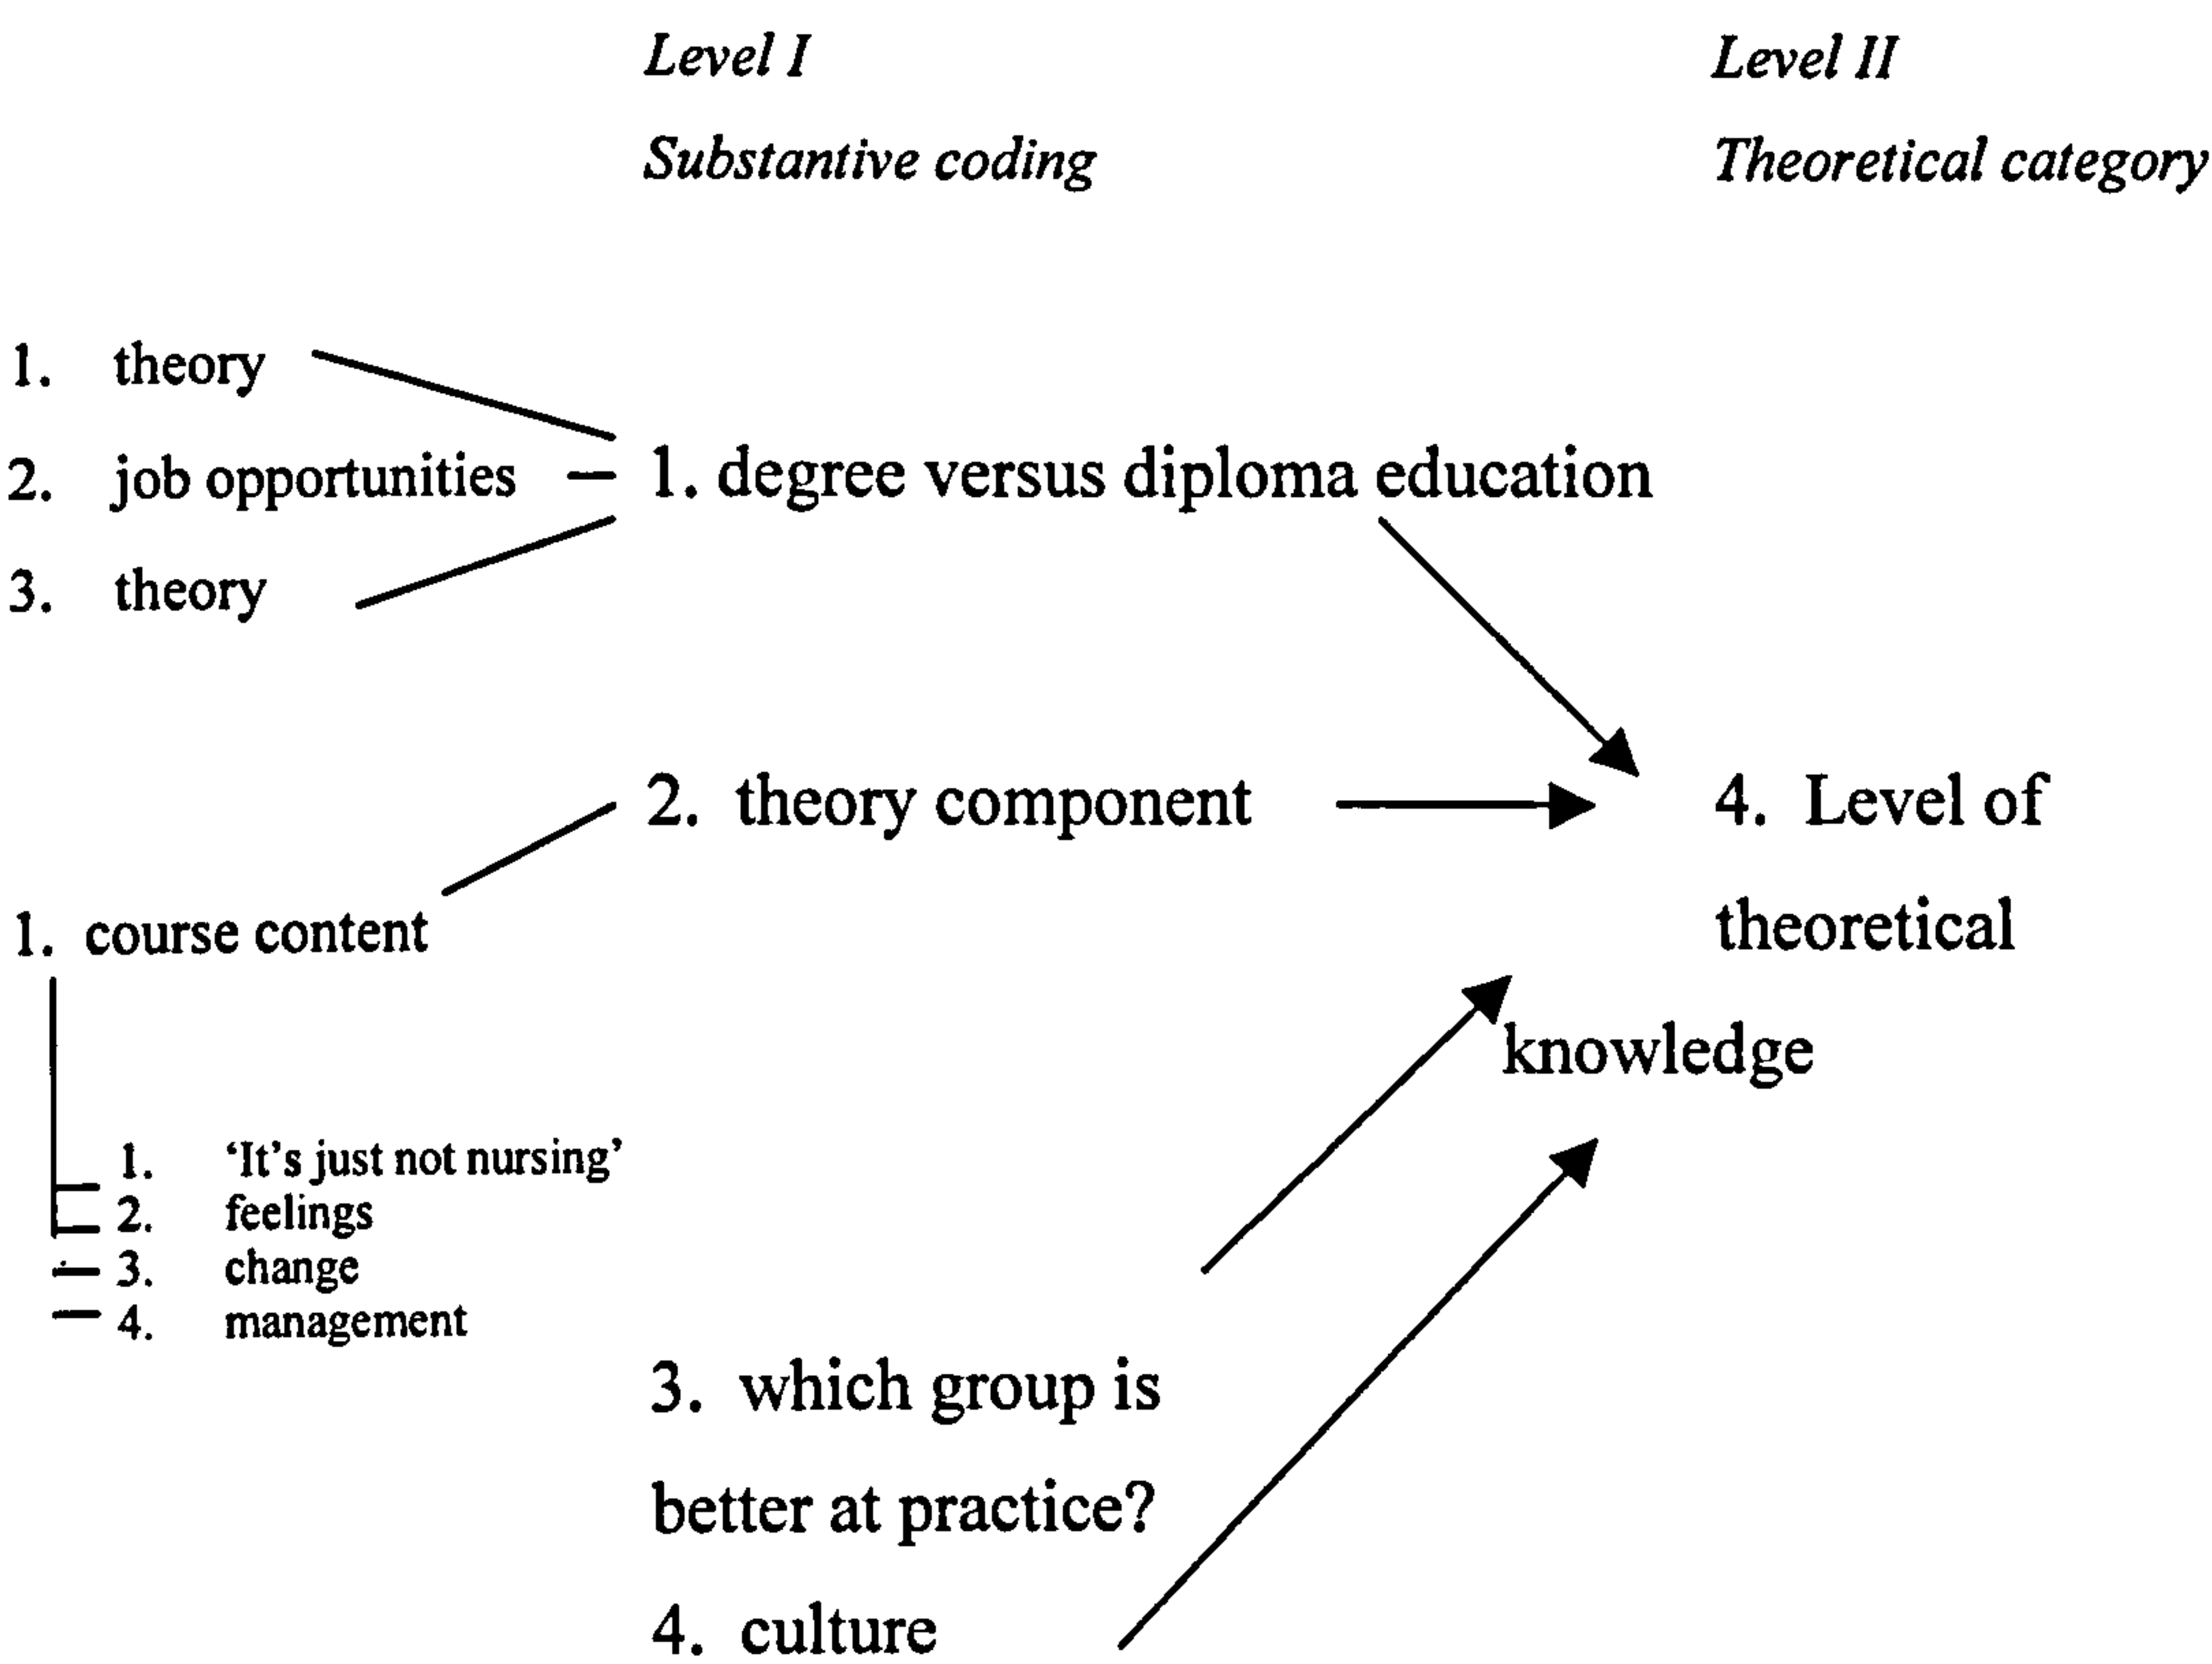 Level I
Level II
Substantive coding
Theoretical category
1. theory
2. job opportunities
3. theory
1. degree versus diploma education
2. theory component
4. Level of
theoretical
knowledge
1. course content
1. ‘It’s just not nursing’
2. feelings
3. change
4. management
3. which group is
better at practice?
4. culture